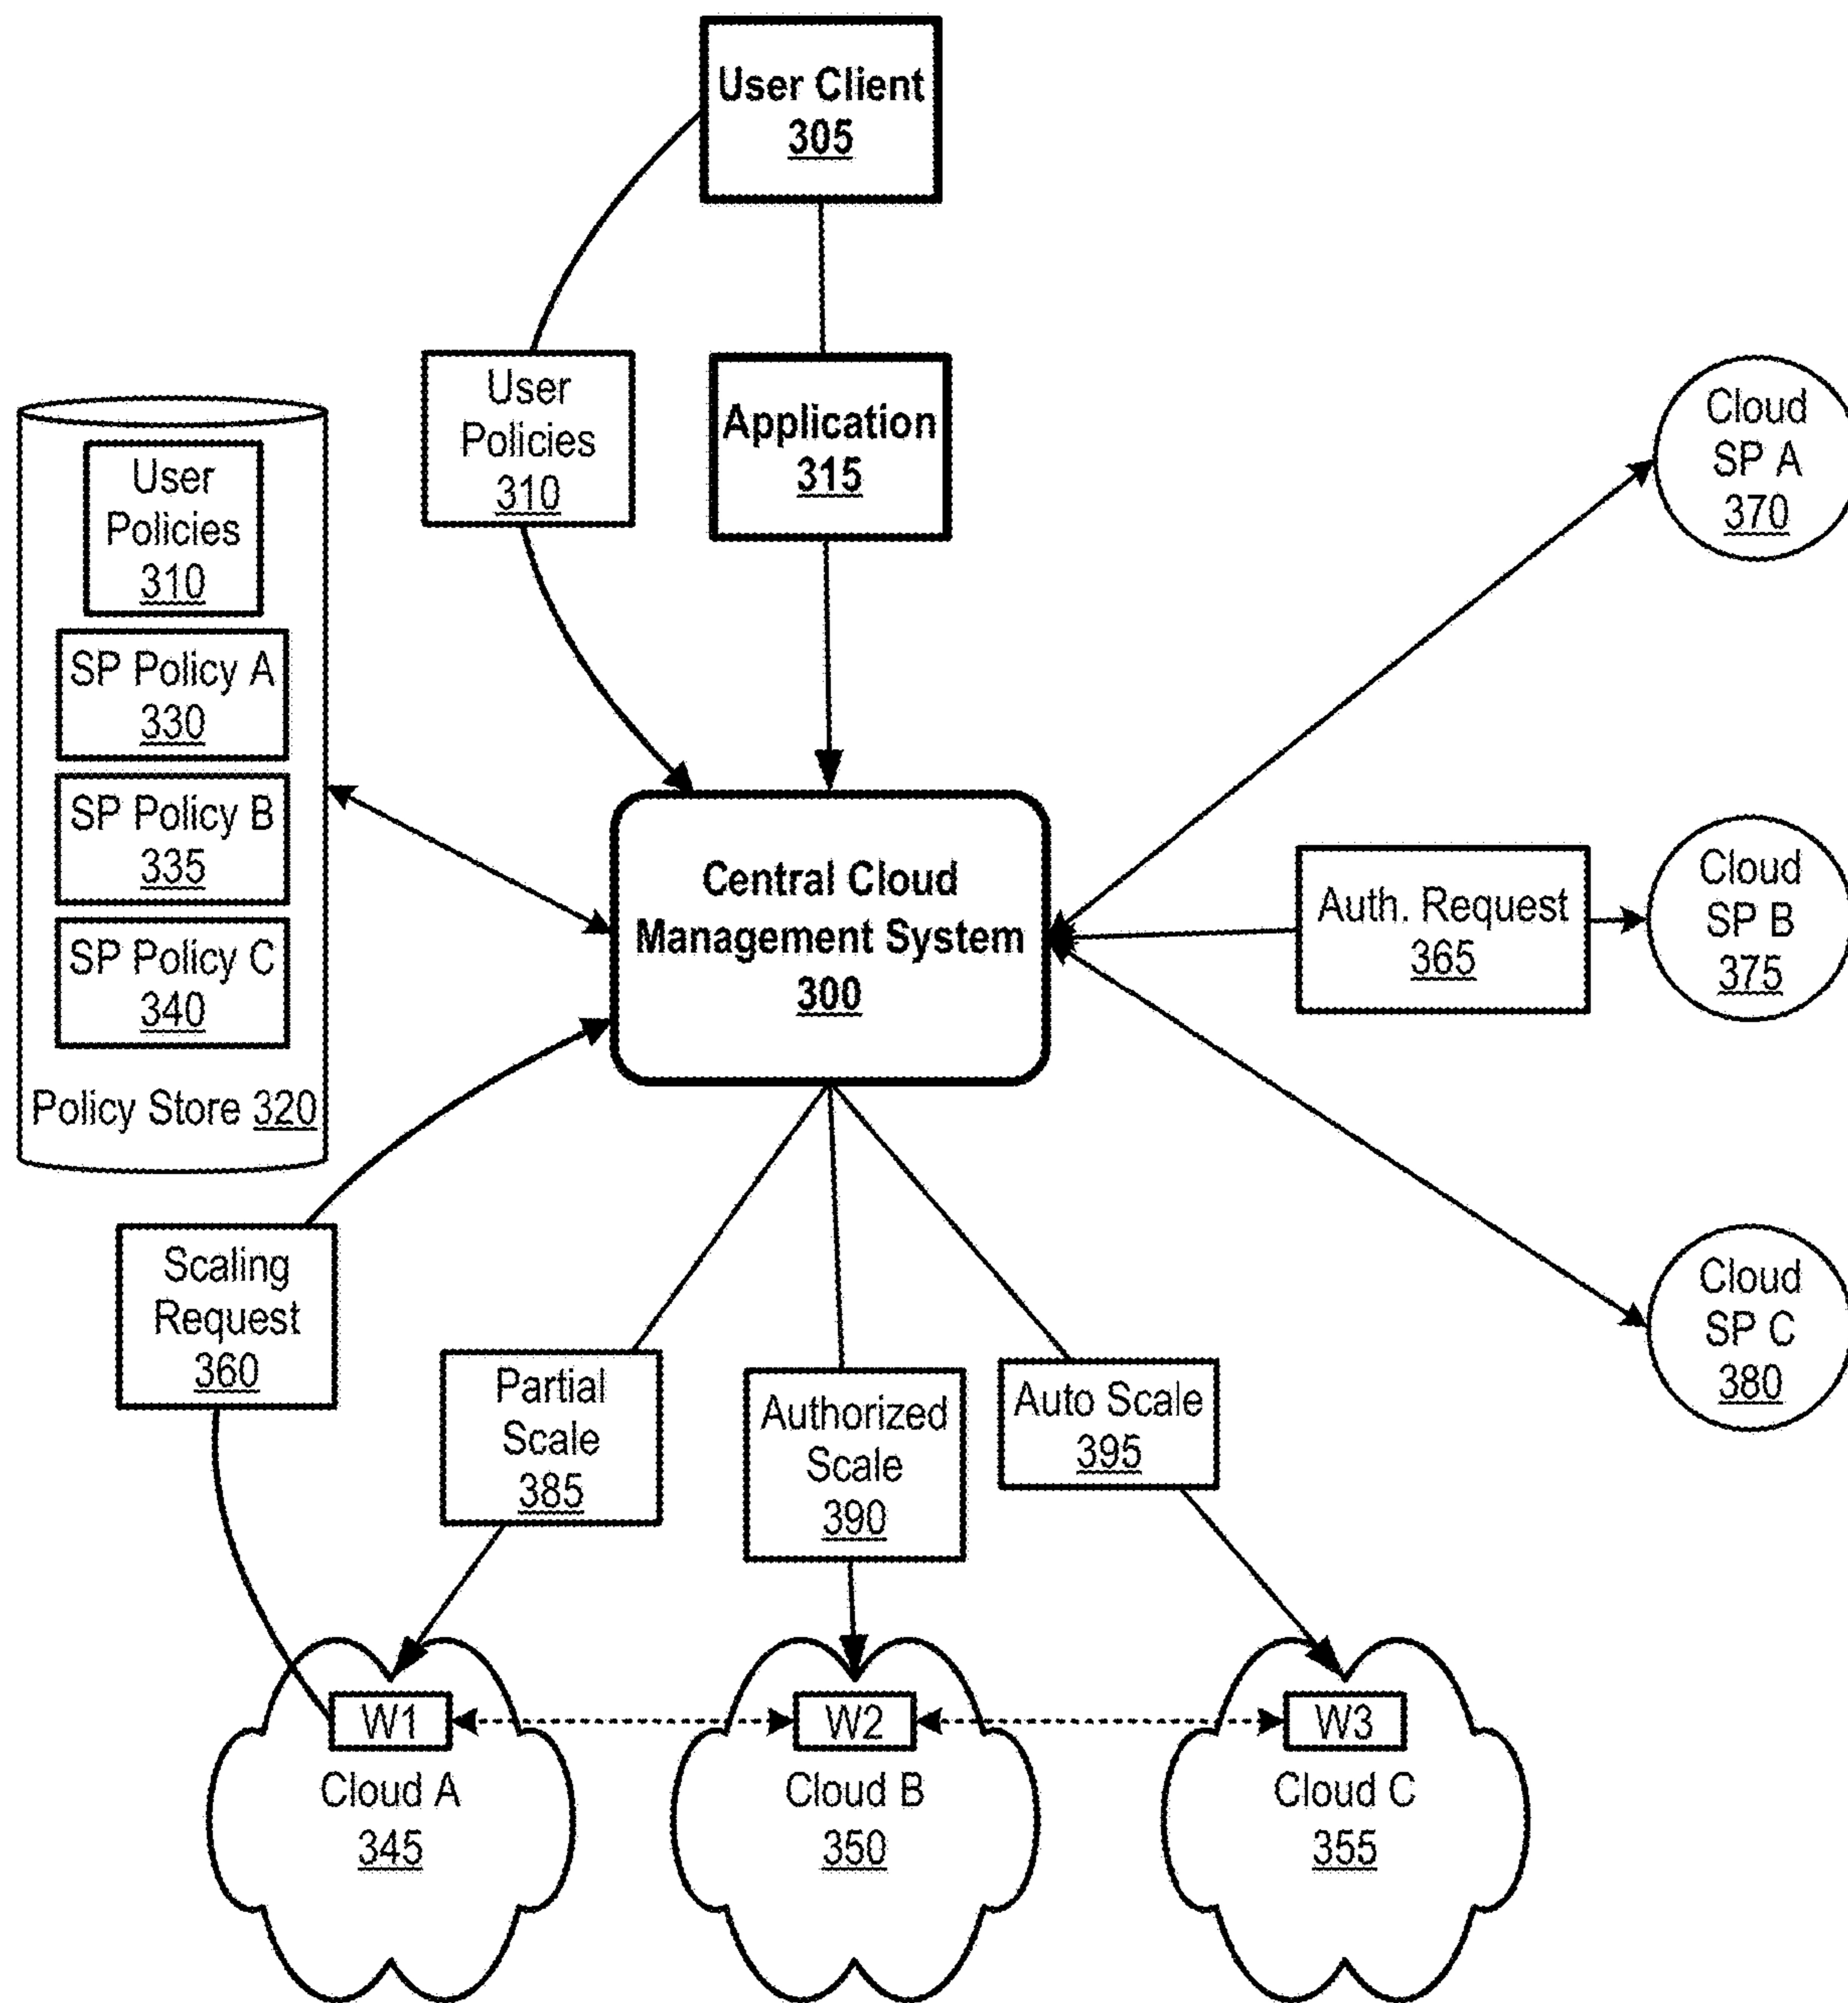 User Client
305
User
Policies
310
Application
315
User
Policies
310
SP Policy A
330
SP Policy B
335
SP Policy C
340
Policy Store 320
Central Cloud
Management System
300
Cloud
SP A
370
Auth. Request
365
Cloud
SP B
375
Cloud
SP C
380
Scaling
Request
360
Partial
Scale
385
Authorized
Scale
390
Auto Scale
395
W1
Cloud A
345
W2
Cloud B
350
W3
Cloud C
355